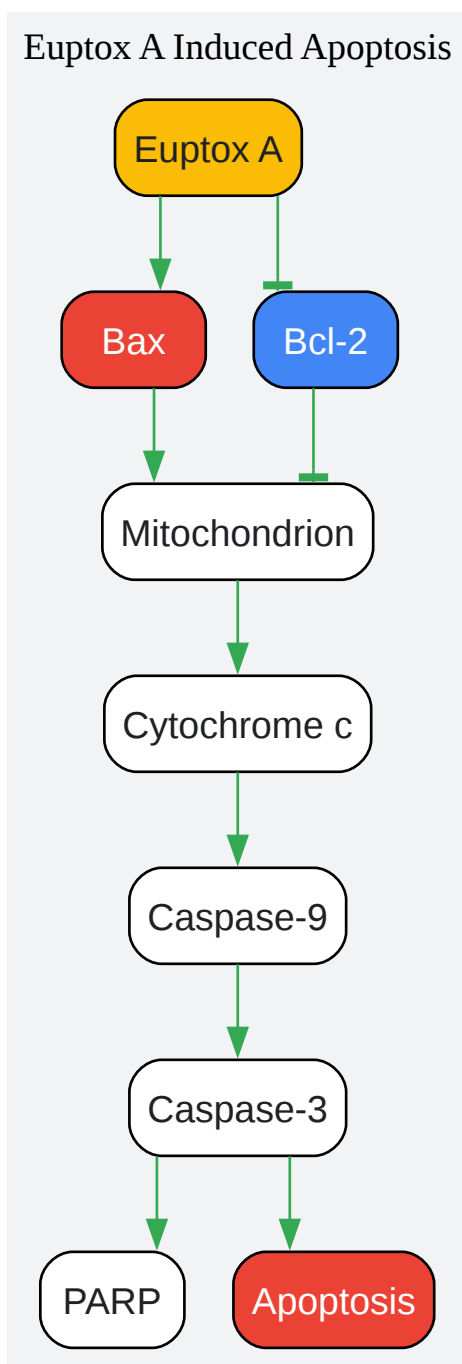 Euptox A Induced Apoptosis
Euptox A
Bax
Bcl-2
Mitochondrion
Cytochrome c
Caspase-9
Caspase-3
PARP
Apoptosis